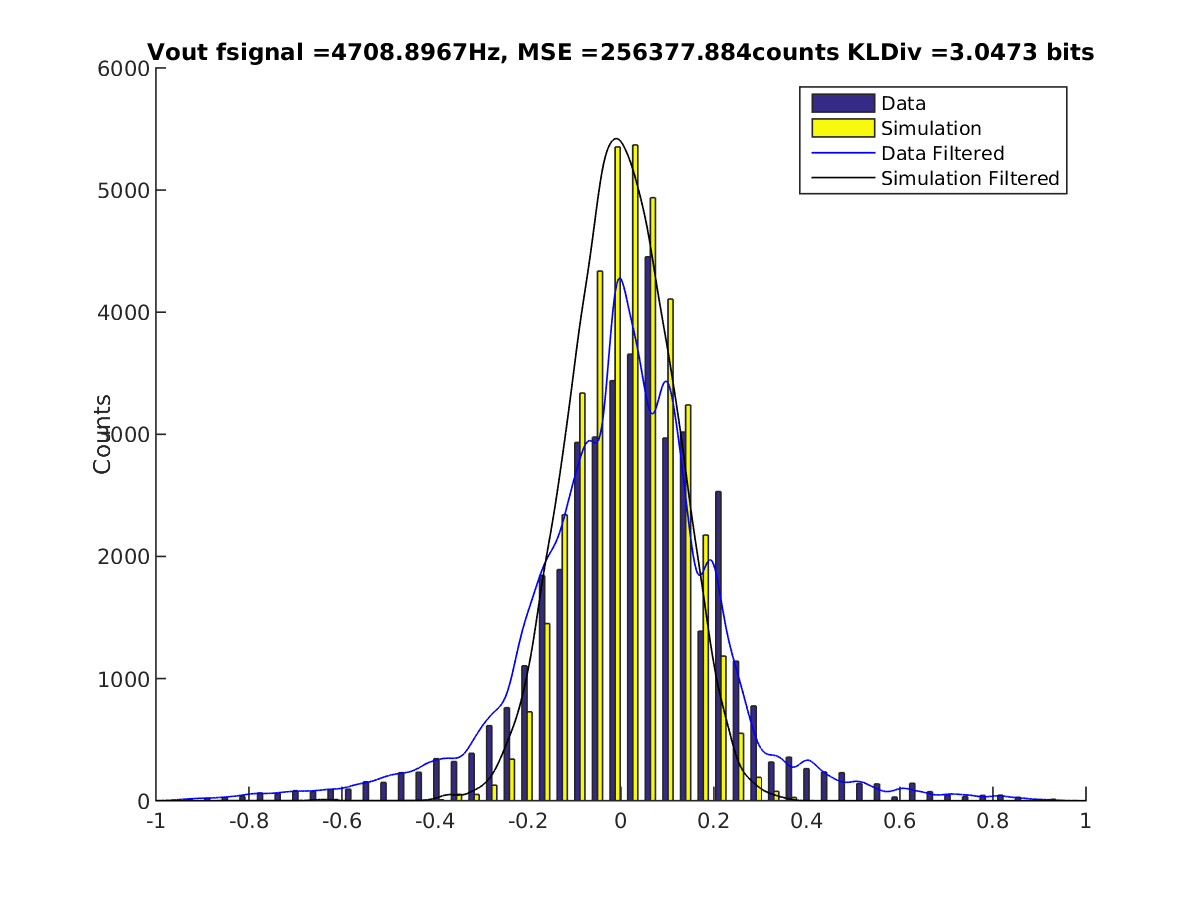 Vout fsignal =4708.8967Hz, MSE =256377.884counts KLDiv =3.0473 bits
6000
5000
4000
3000
2000
1000
0
Counts
Data
Simulation
Data Filtered
Simulation Filtered
-1 -0.8 -0.6 -0.4 -0.2 0 0.2 0.4 0.6 0.8 1